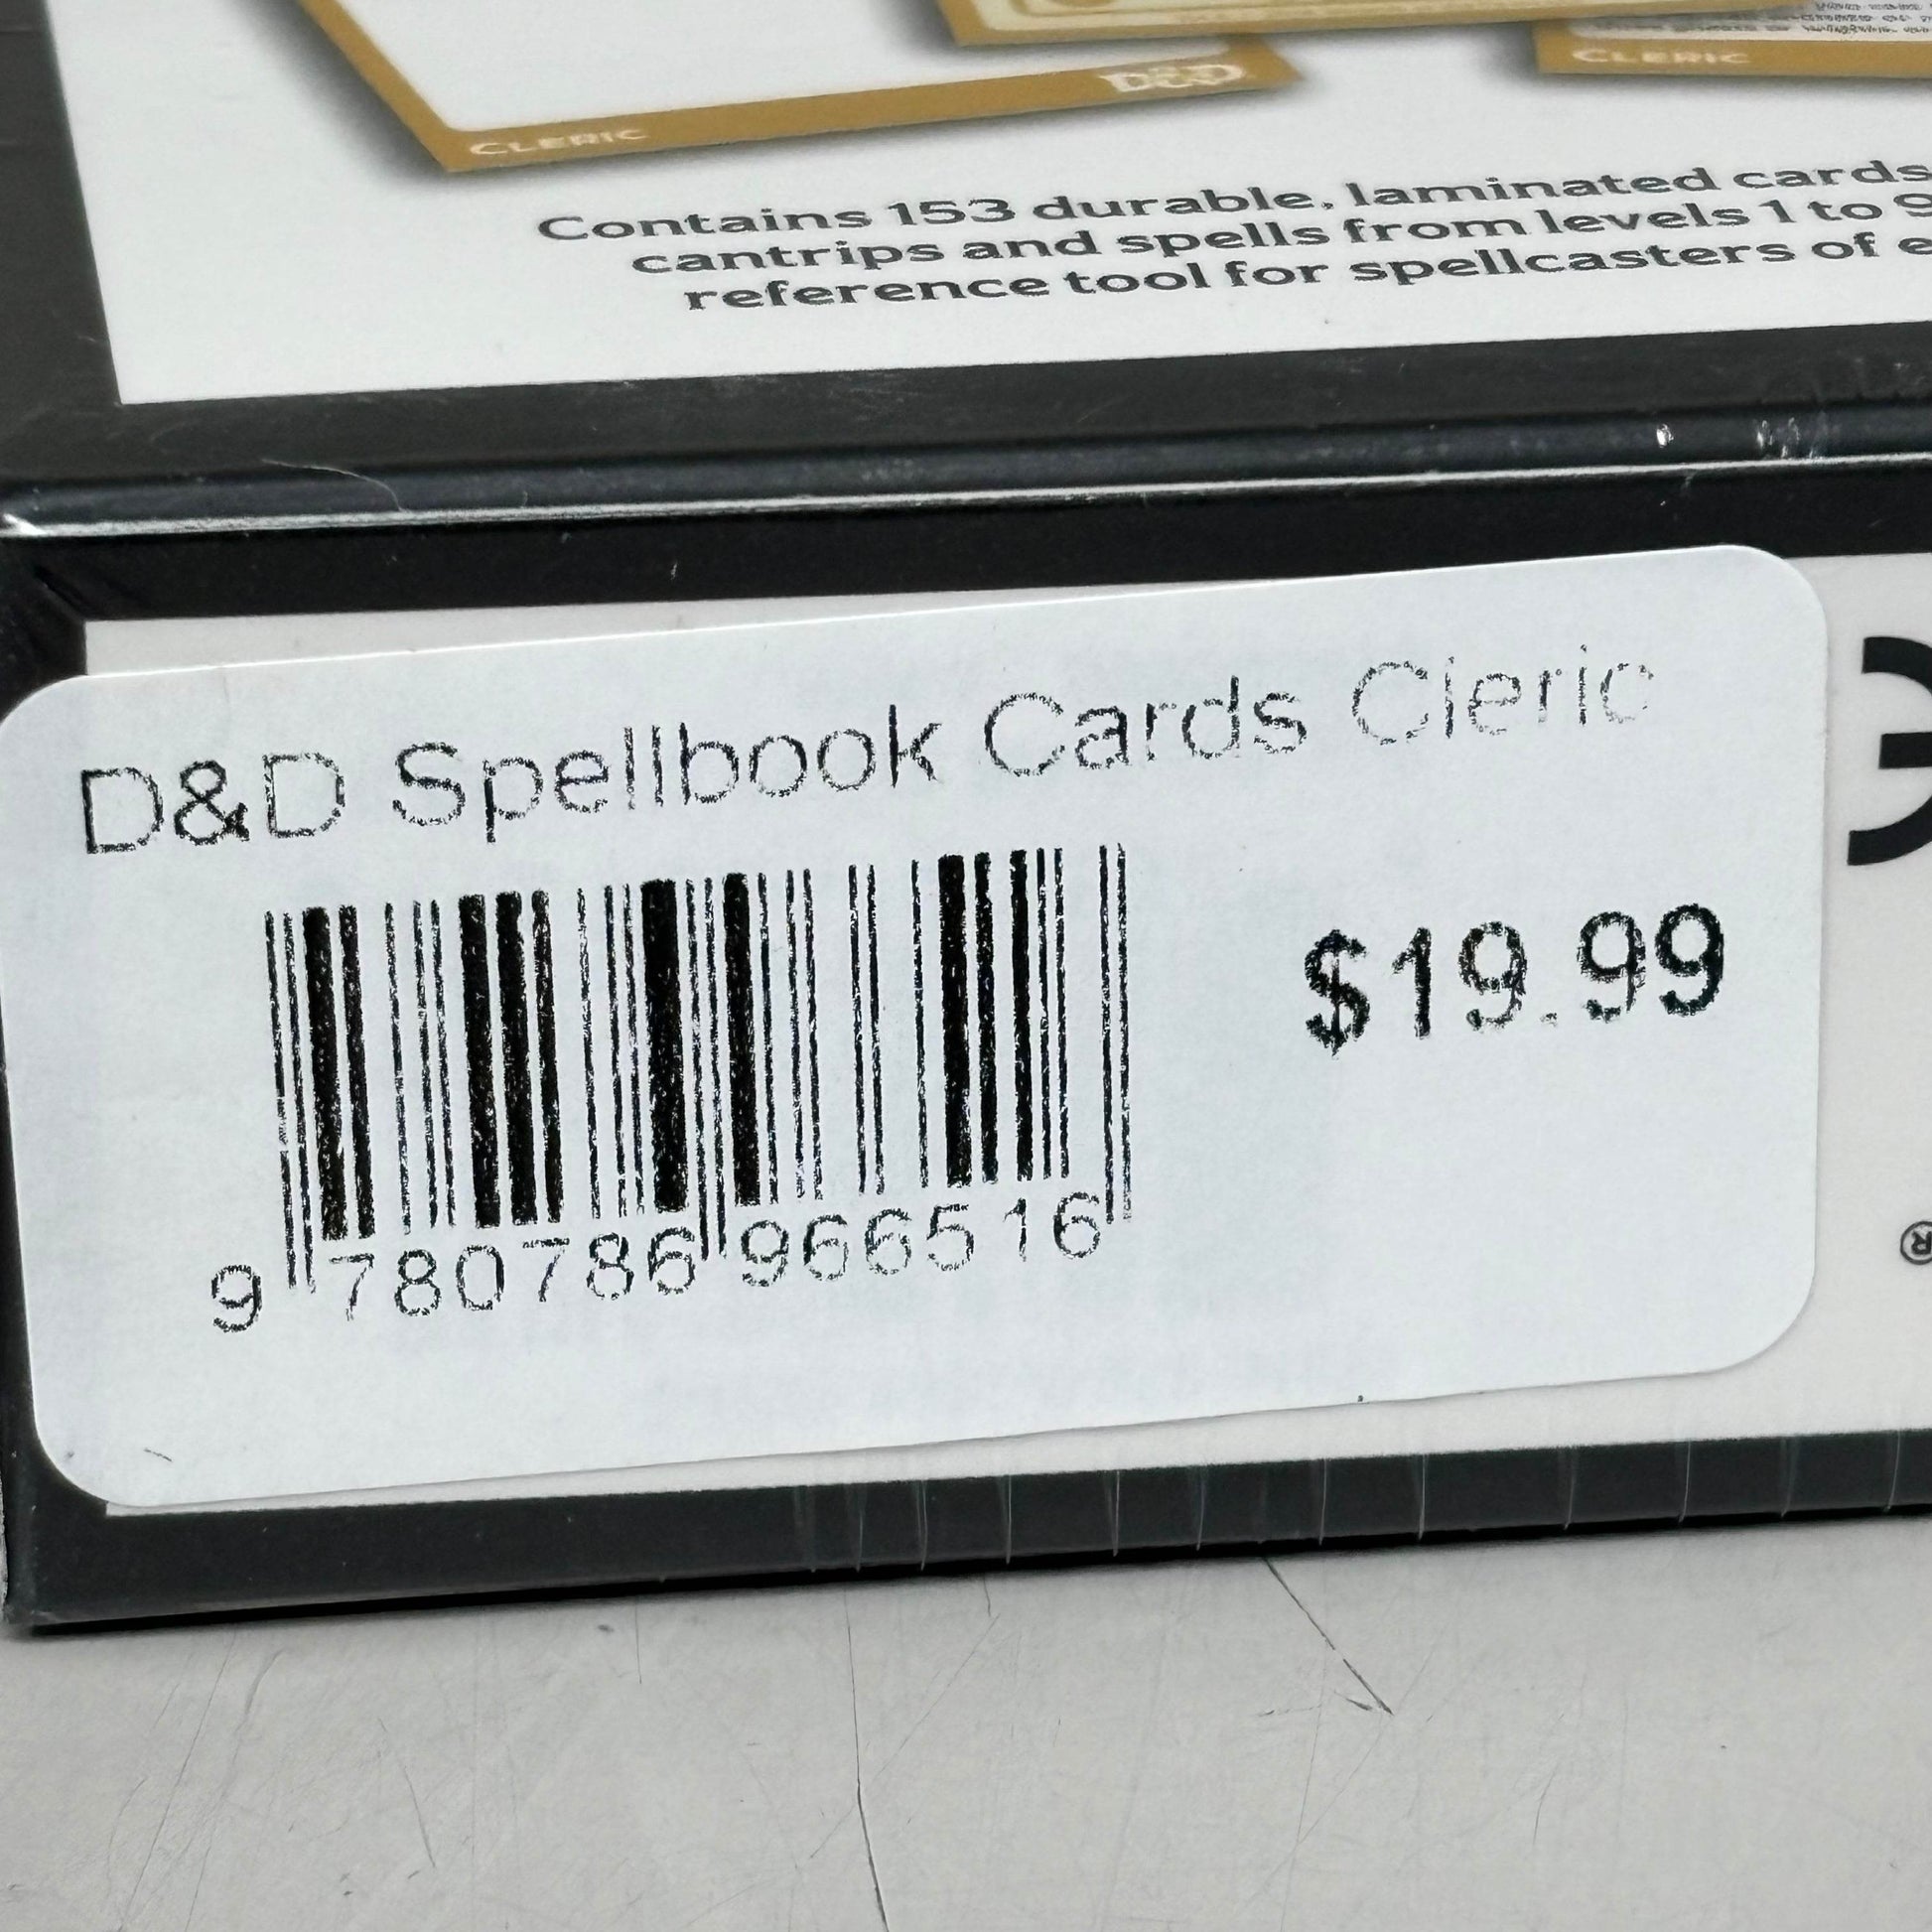 D&D
CLERIC
CLERIC
Contains 153 durable, laminated cards
cantrips and spells from levels 1 to 9
reference tool for spellcasters of e
D&D Spellbook Cards Cleric
$19.99
9 780786 966516
®